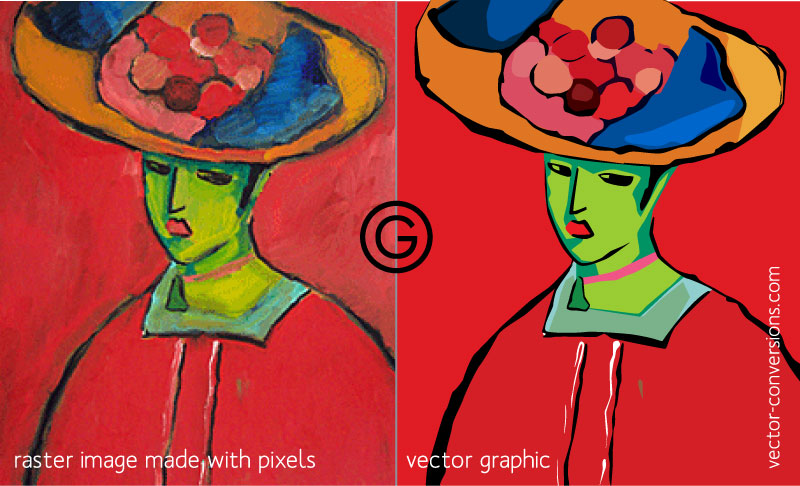 G
raster image made with pixels
vector graphic
vector-conversions.com